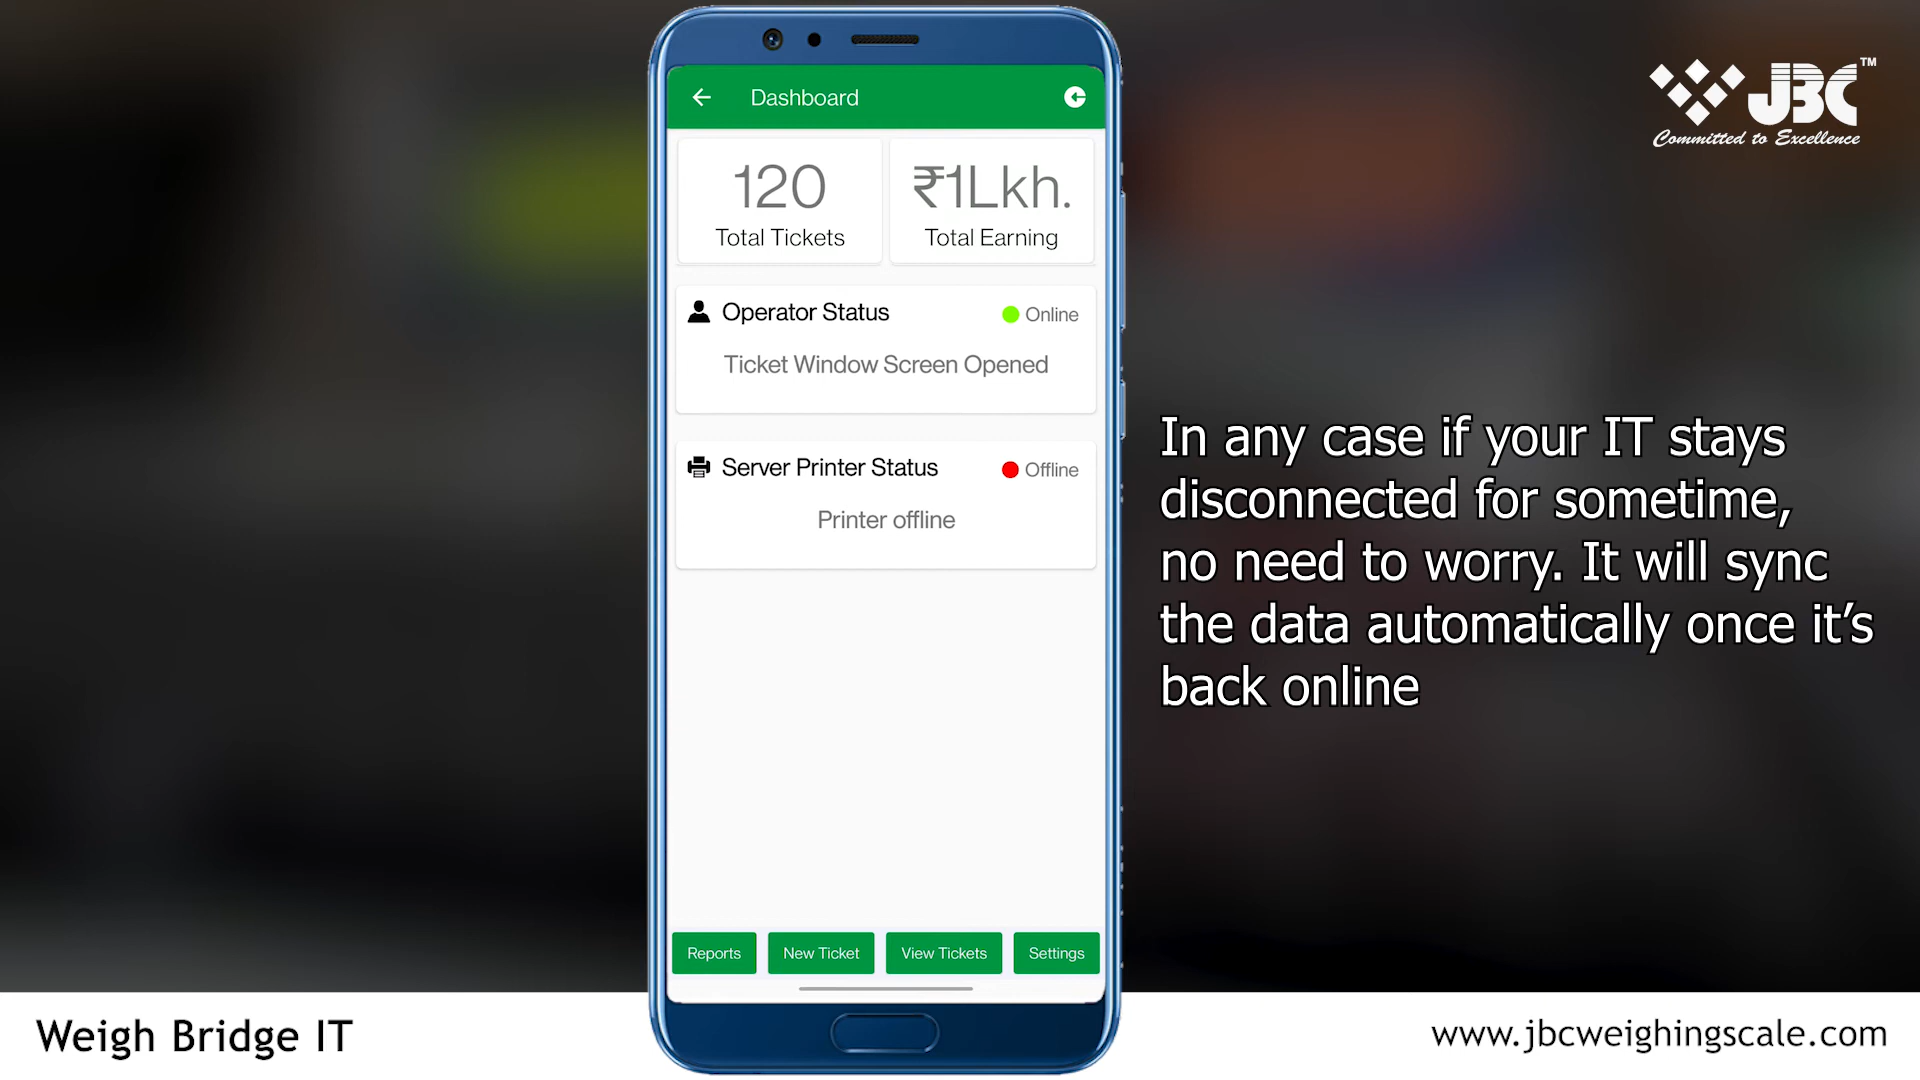 Dashboard
120
Total Tickets
₹1Lkh.
Total Earning
Operator Status
Online
Ticket Window Screen Opened
Server Printer Status
Offline
Printer offline
Reports
New Ticket
View Tickets
Settings
JBC™
Committed to Excellence
In any case if your IT stays
disconnected for sometime,
no need to worry. It will sync
the data automatically once it’s
back online
Weigh Bridge IT
www.jbcweighingscale.com